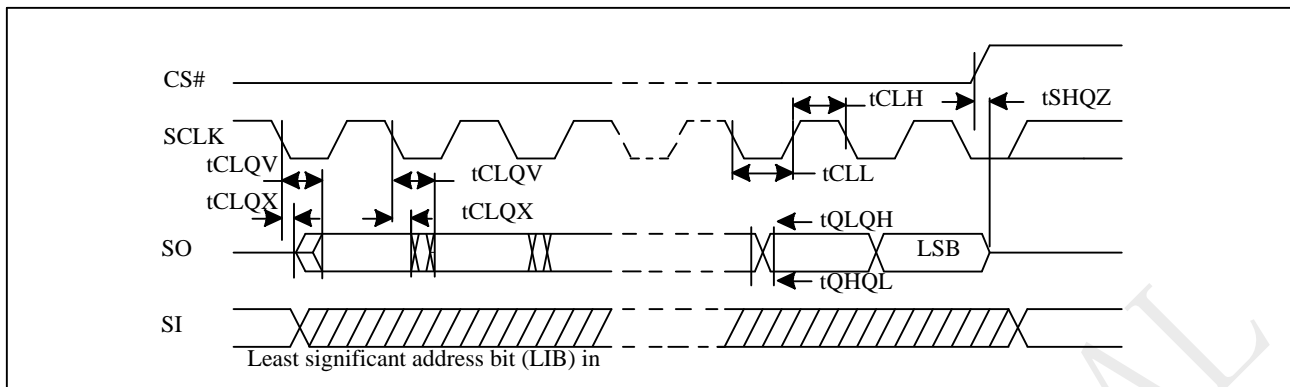 CS#
tCLH
tSHQZ
SCLK
tCLQV
tCLQV
tCLL
tCLQX
tCLQX
tQLQH
SO
LSB
tQHQL
SI
Least significant address bit (LIB) in